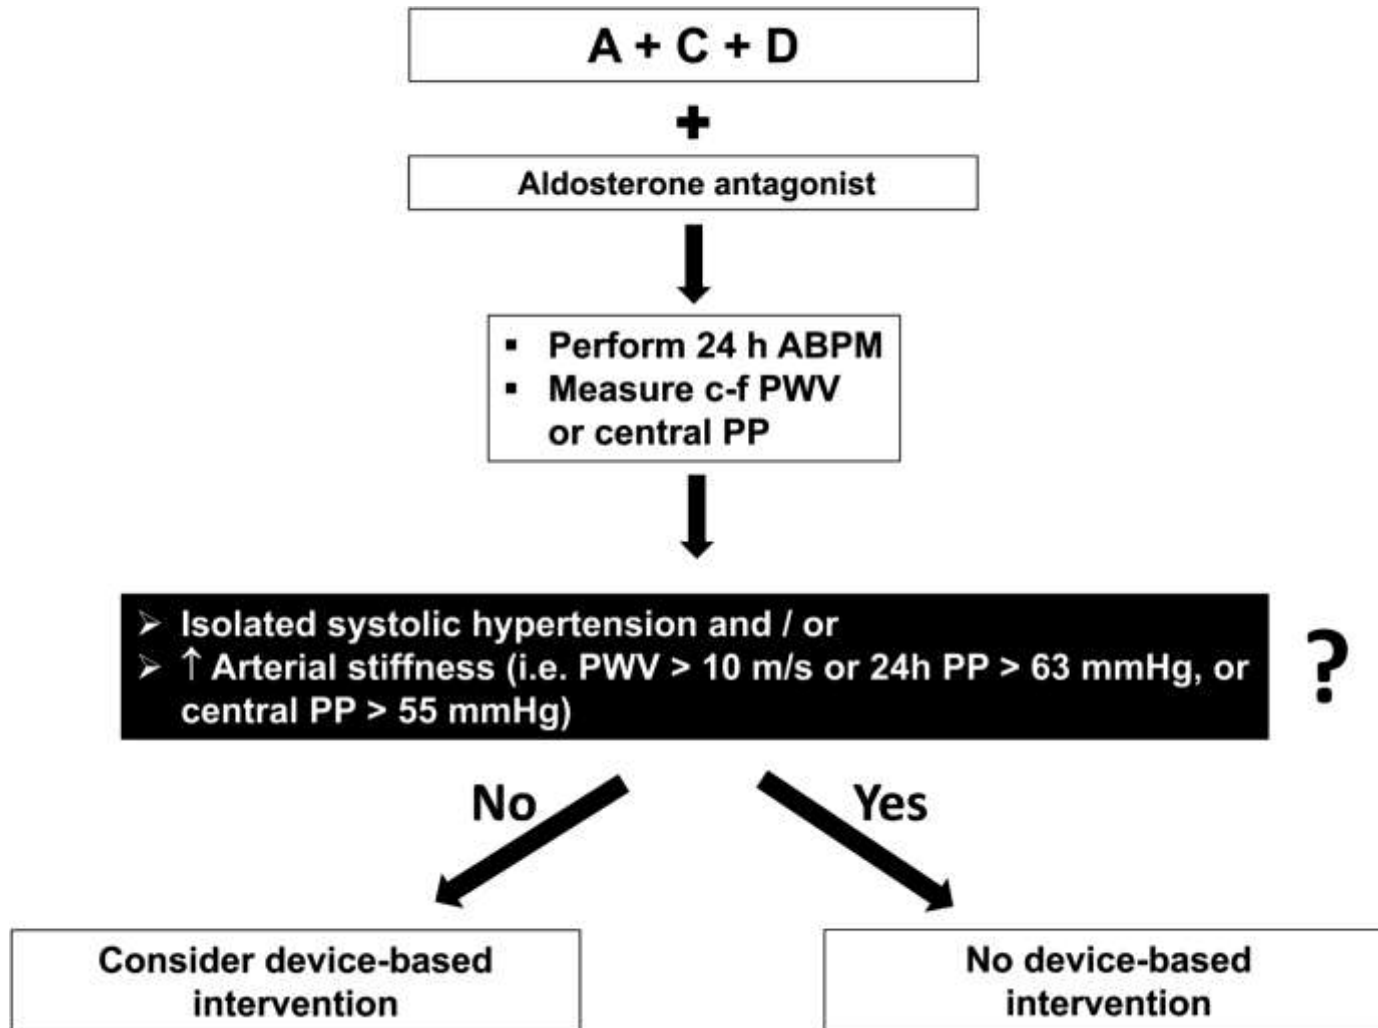 A + C + D
+
Aldosterone antagonist
▪ Perform 24 h ABPM
▪ Measure c-f PWV
or central PP
➢ Isolated systolic hypertension and / or
➢ ↑ Arterial stiffness (i.e. PWV > 10 m/s or 24h PP > 63 mmHg, or
central PP > 55 mmHg)
?
No
Yes
Consider device-based
intervention
No device-based
intervention